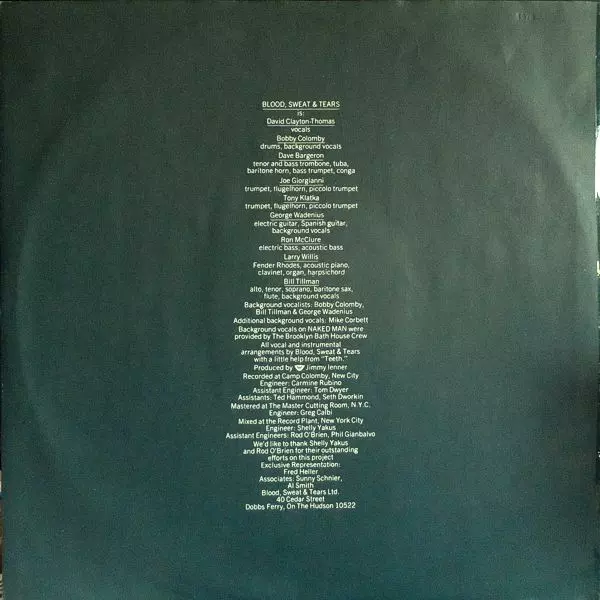 BLOOD, SWEAT & TEARS
is:
David Clayton-Thomas
vocals
Bobby Colomby
drums, background vocals
Dave Bargeron
tenor and bass trombone, tuba,
baritone horn, bass trumpet, conga
Joe Giorgianni
trumpet, flugelhorn, piccolo trumpet
Tony Klatka
trumpet, flugelhorn, piccolo trumpet
George Wadenius
electric guitar, Spanish guitar,
background vocals
Ron McClure
electric bass, acoustic bass
Larry Willis
Fender Rhodes, acoustic piano,
clavinet, organ, harpsichord
Bill Tillman
alto, tenor, soprano, baritone sax,
flute, background vocals
Background vocalists: Bobby Colomby,
Bill Tillman & George Wadenius
Additional background vocals: Mike Corbett
Background vocals on NAKED MAN were
provided by The Brooklyn Bath House Crew
All vocal and instrumental
arrangements by Blood, Sweat & Tears
with a little help from "Teeth."
Produced by Jimmy Ienner
Recorded at Camp Colomby, New City
Engineer: Carmine Rubino
Assistant Engineer: Tom Dwyer
Assistants: Ted Hammond, Seth Dworkin
Mastered at The Master Cutting Room, N.Y.C.
Engineer: Greg Calbi
Mixed at the Record Plant, New York City
Engineer: Shelly Yakus
Assistant Engineers: Rod O'Brien, Phil Gianbalvo
We'd like to thank Shelly Yakus
and Rod O'Brien for their outstanding
efforts on this project
Exclusive Representation:
Fred Heller
Associates: Sunny Schnier,
Al Smith
Blood, Sweat & Tears Ltd.
40 Cedar Street
Dobbs Ferry, On The Hudson 10522